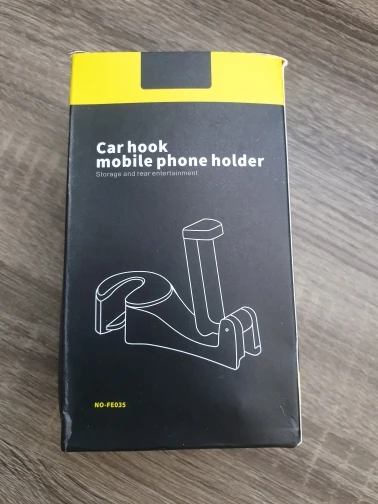 Car hook
mobile phone holder
Storage and rear entertainment
NO-FE035